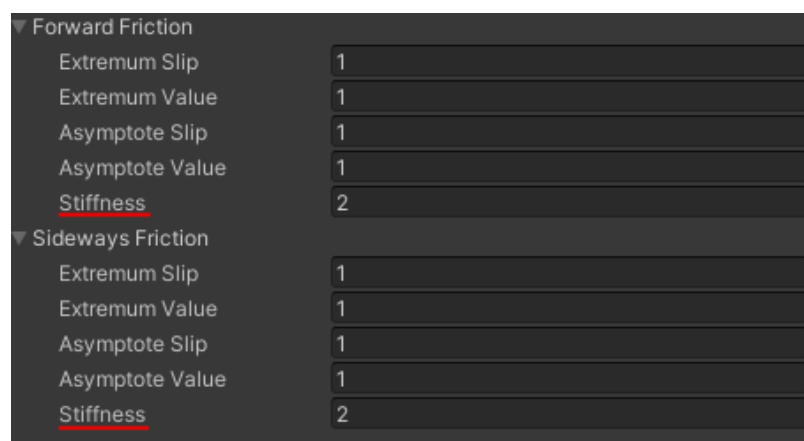 Forward Friction
Extremum Slip 1
Extremum Value 1
Asymptote Slip 1
Asymptote Value 1
Stiffness 2
Sideways Friction
Extremum Slip 1
Extremum Value 1
Asymptote Slip 1
Asymptote Value 1
Stiffness 2